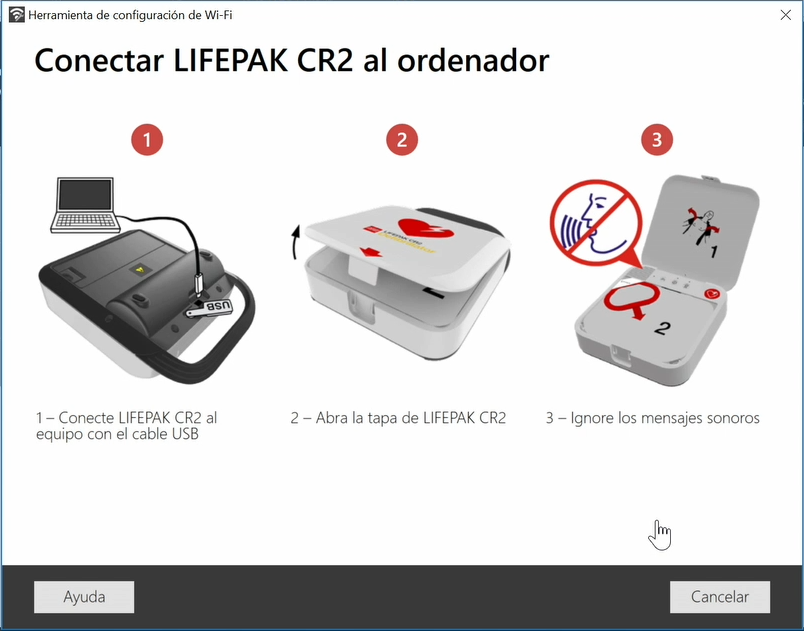 Herramienta de configuración de Wi-Fi
Conectar LIFEPAK CR2 al ordenador
1
2
3
USB
LIFEPAK CR2
1
2
1 – Conecte LIFEPAK CR2 al
equipo con el cable USB
2 – Abra la tapa de LIFEPAK CR2
3 – Ignore los mensajes sonoros
Ayuda
Cancelar